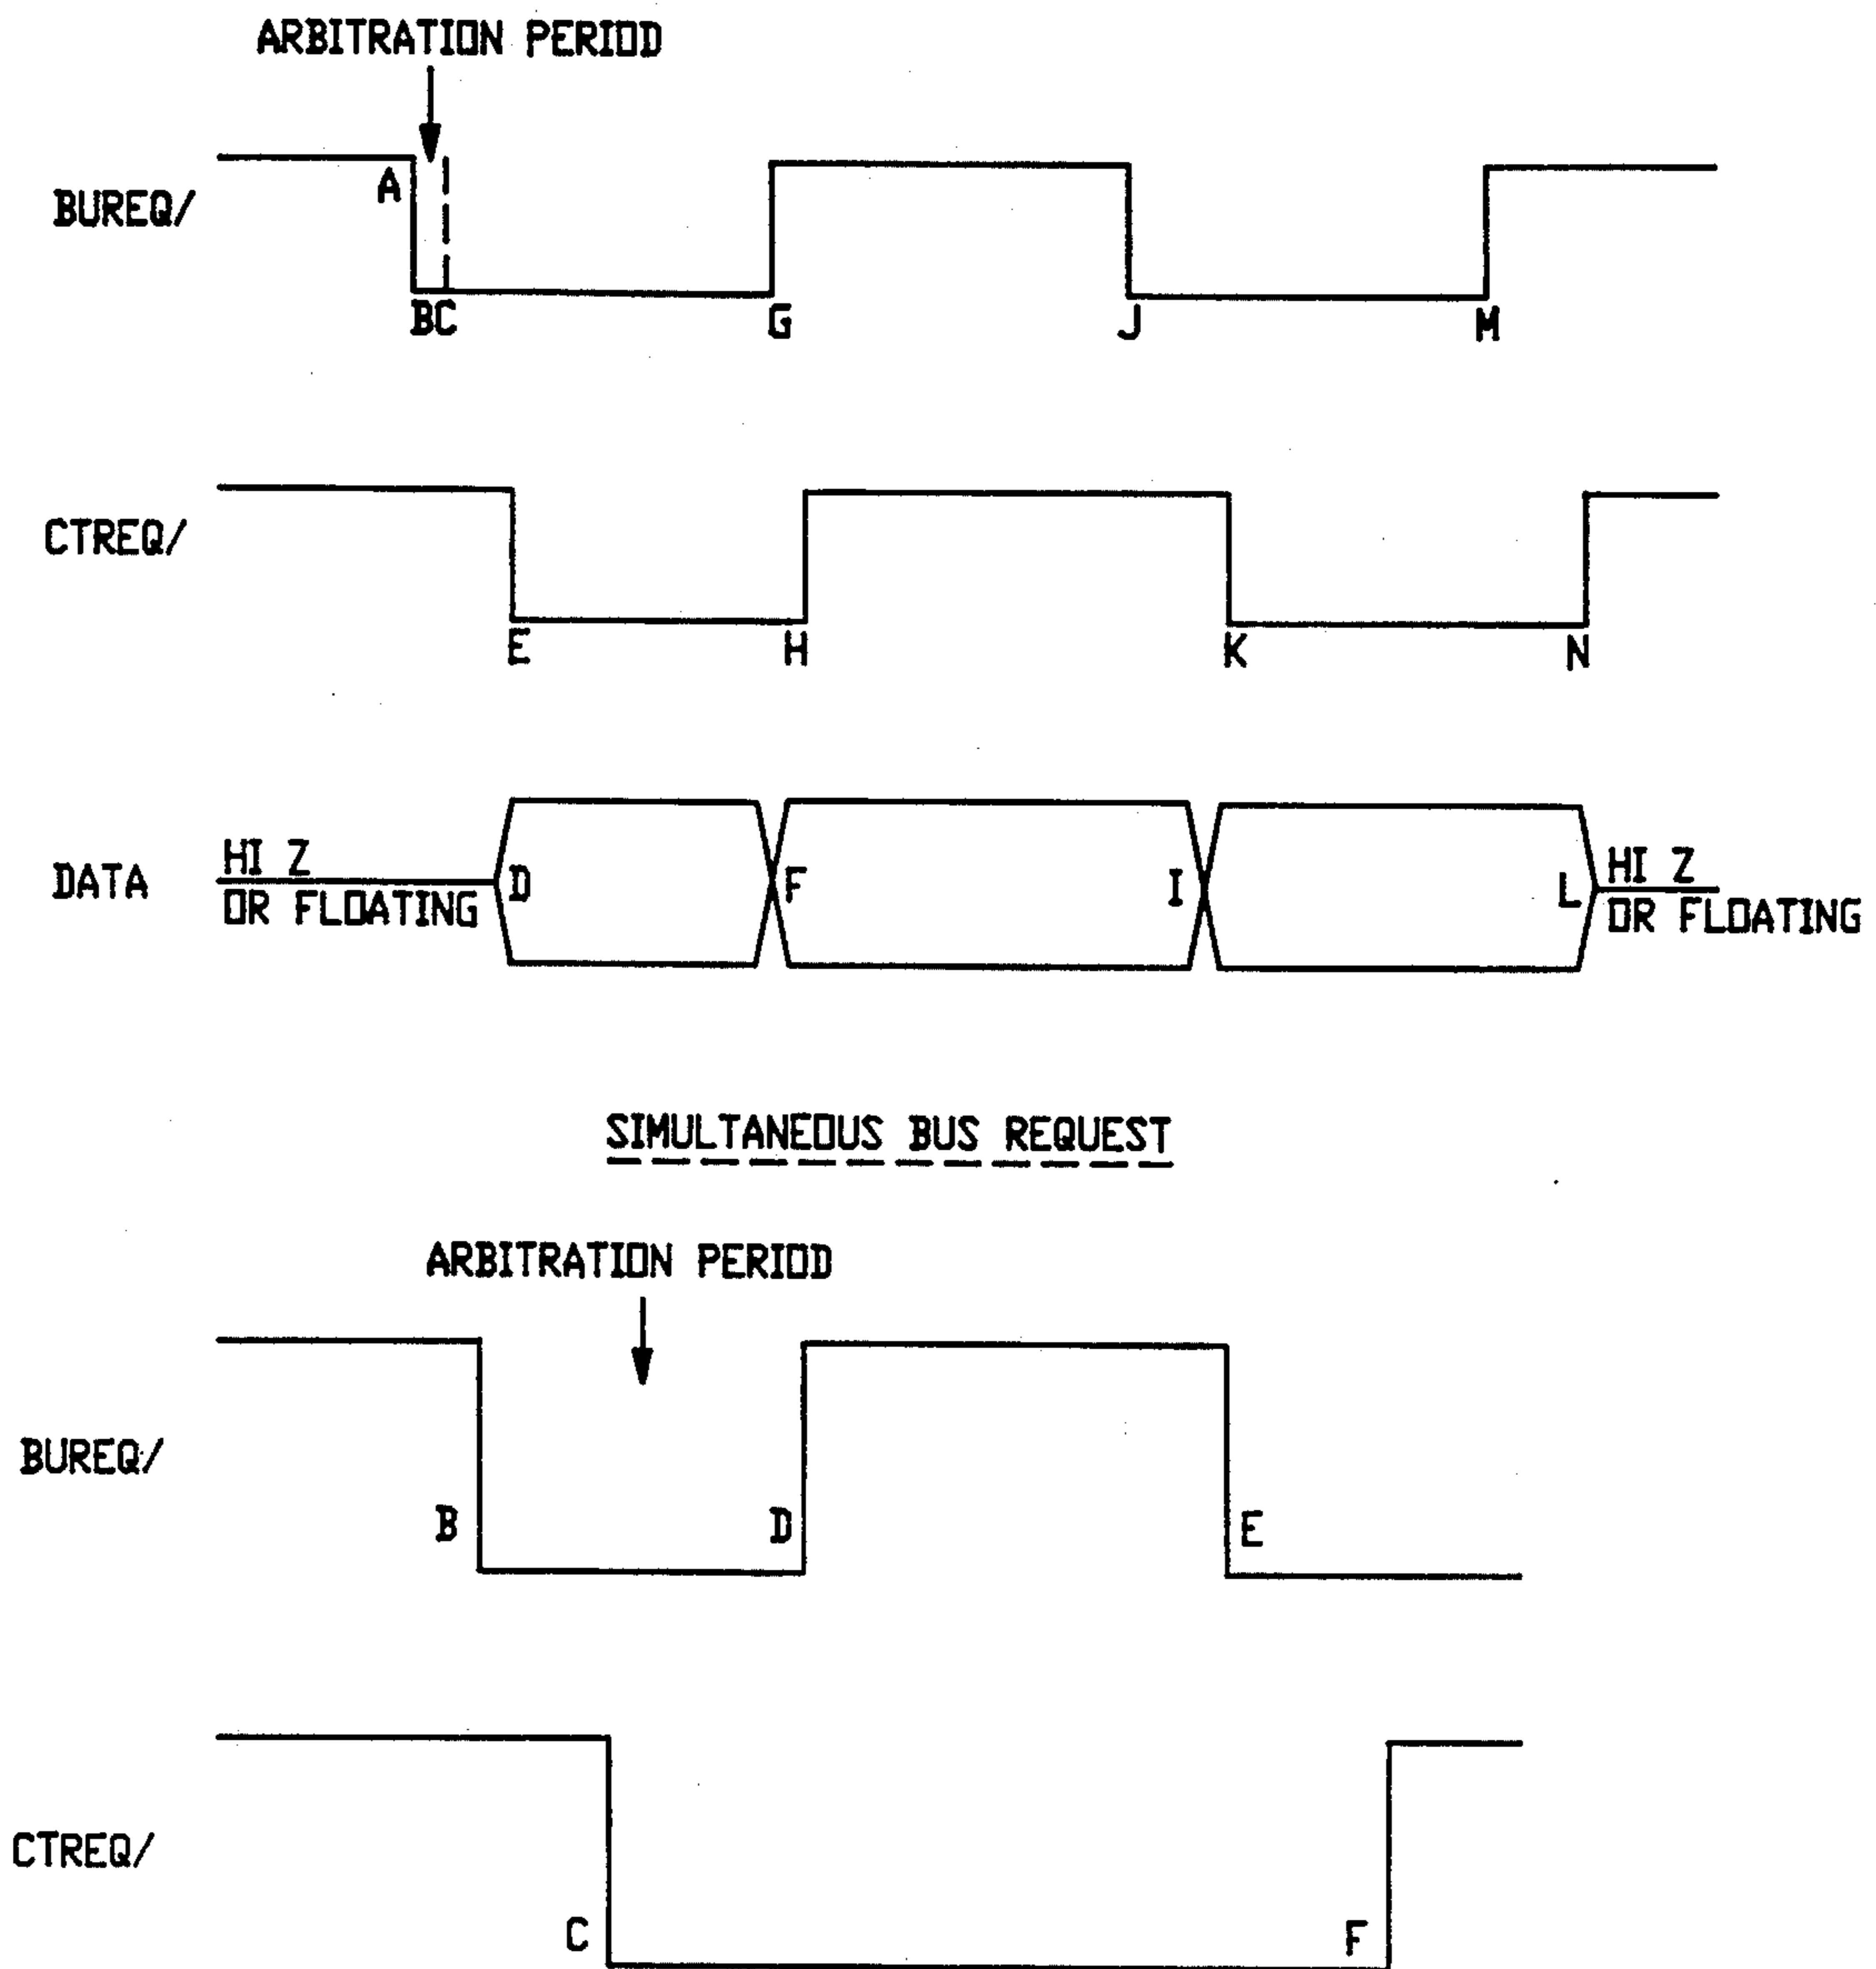 ARBITRATION PERIOD
A
BUREQ/
BC G J M
CTREQ/
E H K N
HI Z HI Z
DATA D F I L
OR FLOATING OR FLOATING
SIMULTANEOUS BUS REQUEST
ARBITRATION PERIOD
BUREQ/
B D E
CTREQ/
C F